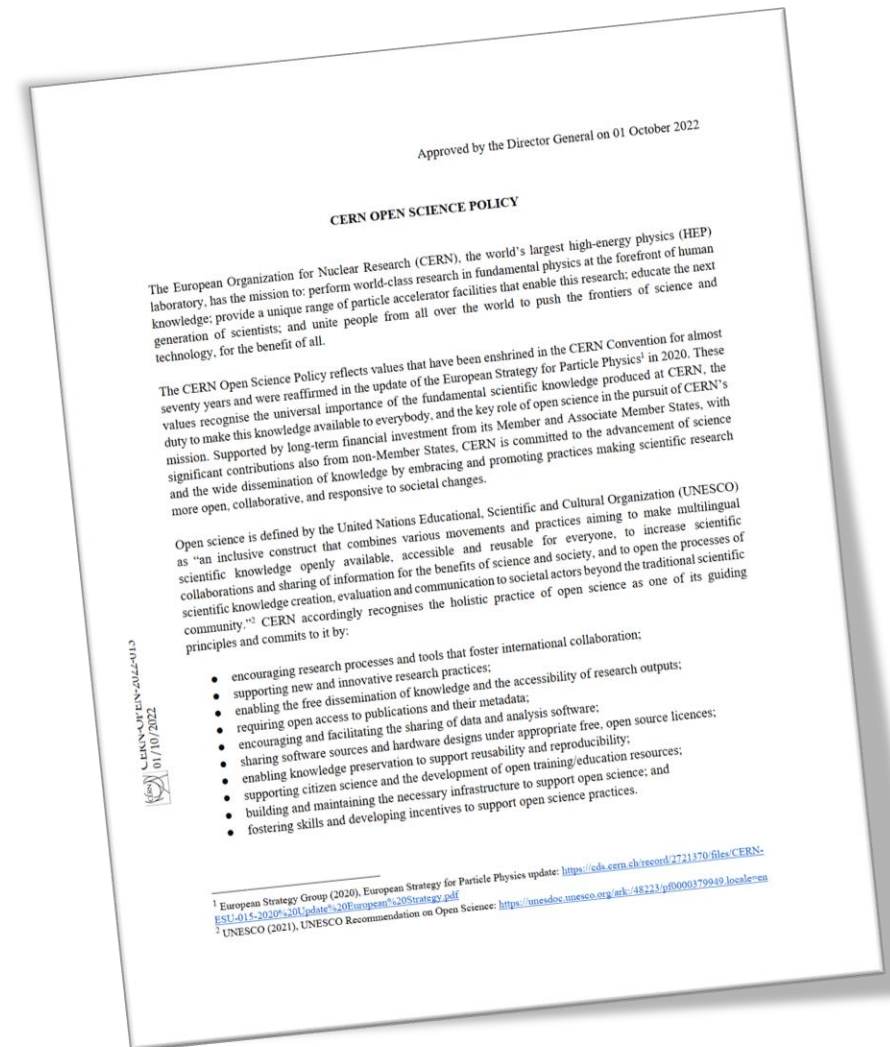 Approved by the Director General on 01 October 2022
CERN OPEN SCIENCE POLICY
The European Organization for Nuclear Research (CERN), the world’s largest high-energy physics (HEP)
laboratory, has the mission to: perform world-class research in fundamental physics at the forefront of human
knowledge; provide a unique range of particle accelerator facilities that enable this research; educate the next
generation of scientists; and unite people from all over the world to push the frontiers of science and
technology, for the benefit of all.
The CERN Open Science Policy reflects values that have been enshrined in the CERN Convention for almost
seventy years and were reaffirmed in the update of the European Strategy for Particle Physics¹ in 2020. These
values recognise the universal importance of the fundamental scientific knowledge produced at CERN, the
duty to make this knowledge available to everybody, and the key role of open science in the pursuit of CERN’s
mission. Supported by long-term financial investment from its Member and Associate Member States, with
significant contributions also from non-Member States, CERN is committed to the advancement of science
and the wide dissemination of knowledge by embracing and promoting practices making scientific research
more open, collaborative, and responsive to societal changes.
Open science is defined by the United Nations Educational, Scientific and Cultural Organization (UNESCO)
as “an inclusive construct that combines various movements and practices aiming to make multilingual
scientific knowledge openly available, accessible and reusable for everyone, to increase scientific
collaborations and sharing of information for the benefits of science and society, and to open the processes of
scientific knowledge creation, evaluation and communication to societal actors beyond the traditional scientific
community.”² CERN accordingly recognises the holistic practice of open science as one of its guiding
principles and commits to it by:
● encouraging research processes and tools that foster international collaboration;
● supporting new and innovative research practices;
● enabling the free dissemination of knowledge and the accessibility of research outputs;
● requiring open access to publications and their metadata;
● encouraging and facilitating the sharing of data and analysis software;
● sharing software sources and hardware designs under appropriate free, open source licences;
● enabling knowledge preservation to support reusability and reproducibility;
● supporting citizen science and the development of open training/education resources;
● building and maintaining the necessary infrastructure to support open science; and
● fostering skills and developing incentives to support open science practices.
CERN-OPEN-2022-013
01/10/2022
¹ European Strategy Group (2020), European Strategy for Particle Physics update: https://cds.cern.ch/record/2721370/files/CERN-
ESU-015-2020%20Update%20European%20Strategy.pdf
² UNESCO (2021), UNESCO Recommendation on Open Science: https://unesdoc.unesco.org/ark:/48223/pf0000379949.locale=en